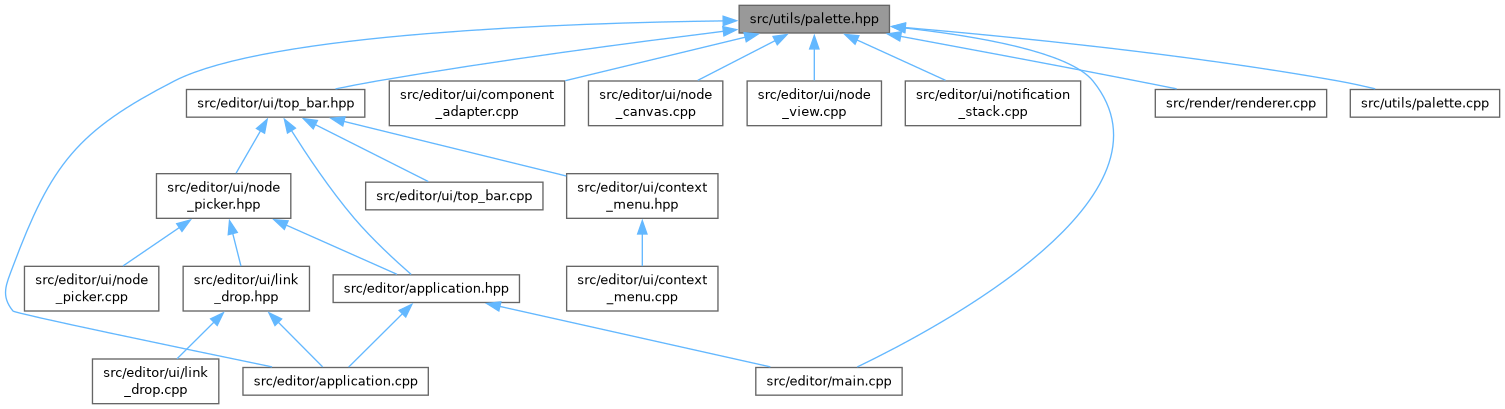 src/utils/palette.hpp
src/editor/ui/top_bar.hpp
src/editor/ui/component
_adapter.cpp
src/editor/ui/node
_canvas.cpp
src/editor/ui/node
_view.cpp
src/editor/ui/notification
_stack.cpp
src/render/renderer.cpp
src/utils/palette.cpp
src/editor/ui/node
_picker.hpp
src/editor/ui/top_bar.cpp
src/editor/ui/context
_menu.hpp
src/editor/ui/node
_picker.cpp
src/editor/ui/link
_drop.hpp
src/editor/application.hpp
src/editor/ui/context
_menu.cpp
src/editor/ui/link
_drop.cpp
src/editor/application.cpp
src/editor/main.cpp